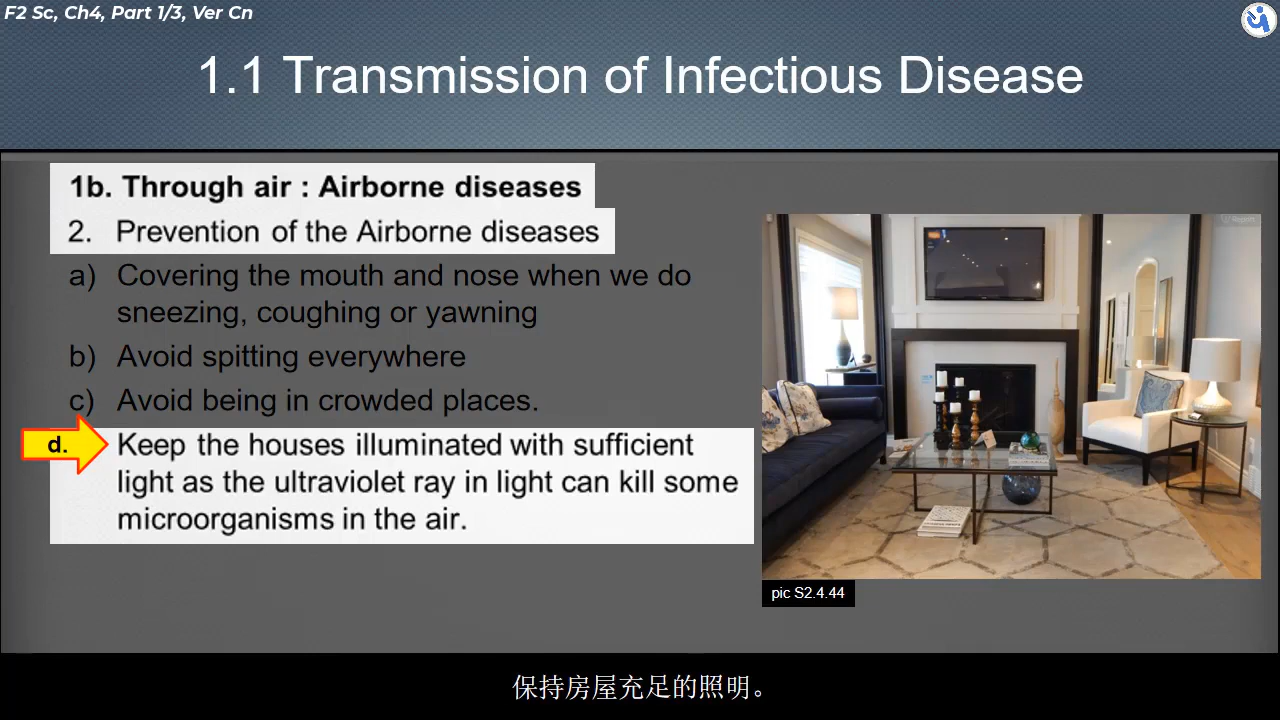 F2 Sc, Ch4, Part 1/3, Ver Cn
1.1 Transmission of Infectious Disease
1b. Through air : Airborne diseases
2. Prevention of the Airborne diseases
a) Covering the mouth and nose when we do
sneezing, coughing or yawning
b) Avoid spitting everywhere
c) Avoid being in crowded places.
d. Keep the houses illuminated with sufficient
light as the ultraviolet ray in light can kill some
microorganisms in the air.
pic S2.4.44
保持房屋充足的照明。